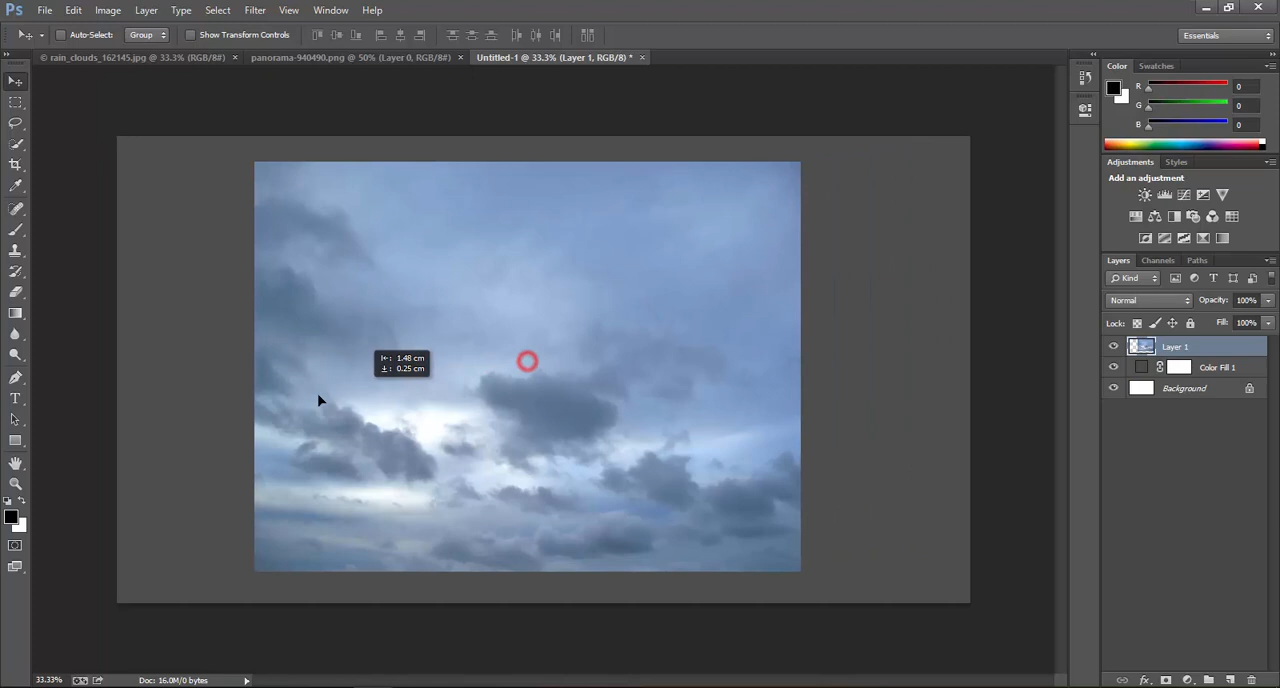 Ps File Edit Image Layer Type Select Filter View Window Help
Auto-Select: Group Show Transform Controls Essentials
© rain_clouds_162145.jpg @ 33.3% (RGB/8#) × panorama-940490.png @ 50% (Layer 0, RGB/8#) × Untitled-1 @ 33.3% (Layer 1, RGB/8) * ×
Color Swatches
R 0
G 0
B 0
Adjustments Styles
Add an adjustment
Layers Channels Paths
Kind T
Normal Opacity: 100%
Lock: Fill: 100%
Layer 1
Color Fill 1
Background
1.48 cm
0.25 cm
T
33.33% Doc: 16.0M/0 bytes
fx